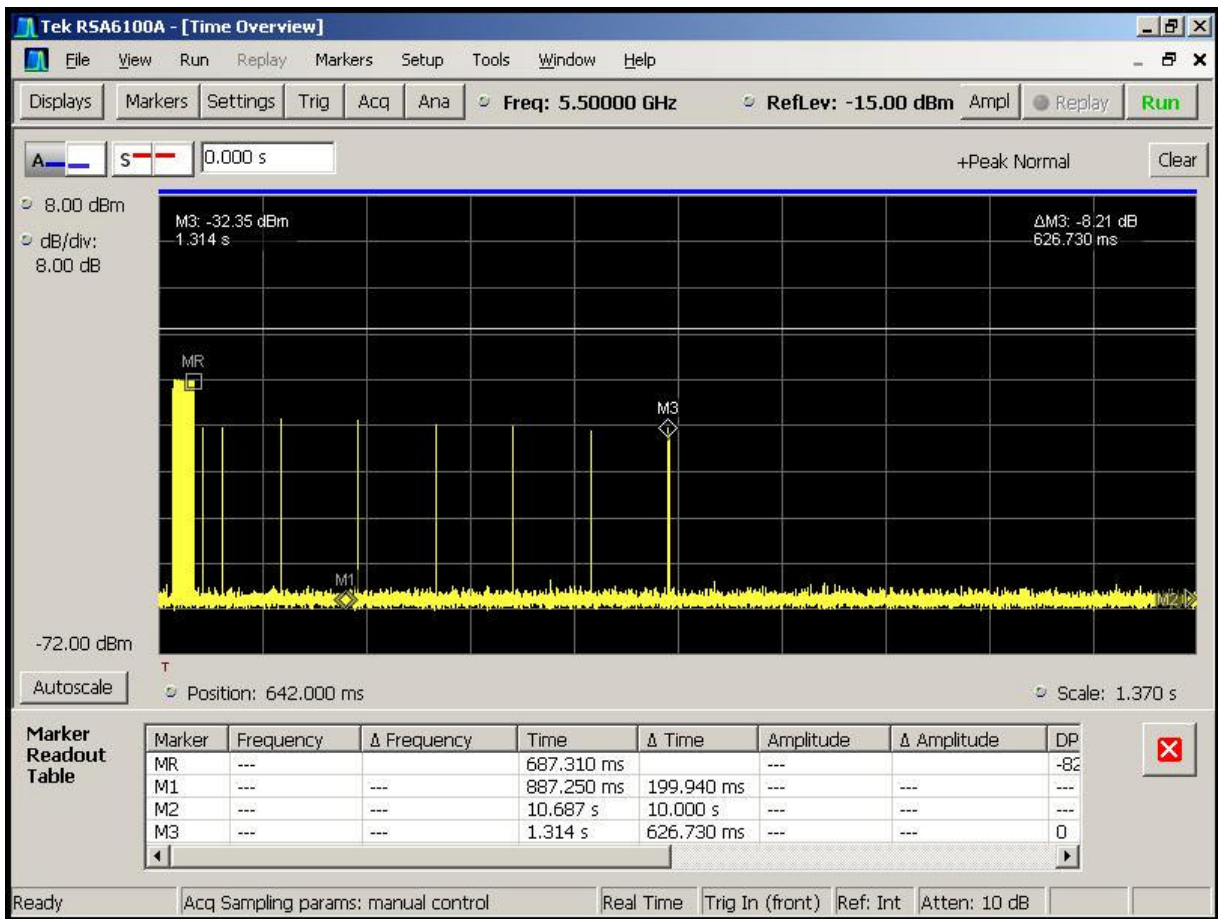 Tek RSA6100A - [Time Overview]
File View Run Replay Markers Setup Tools Window Help
Displays Markers Settings Trig Acq Ana Freq: 5.50000 GHz RefLev: -15.00 dBm Ampl Replay Run
A S 0.000 s +Peak Normal Clear
8.00 dBm
dB/div:
8.00 dB
M3: -32.35 dBm
1.314 s
ΔM3: -8.21 dB
626.730 ms
MR
M3
M1
M2
-72.00 dBm
T
Autoscale Position: 642.000 ms Scale: 1.370 s
Marker Readout Table
Marker Frequency Δ Frequency Time Δ Time Amplitude Δ Amplitude DP
MR --- 687.310 ms --- -82
M1 --- --- 887.250 ms 199.940 ms --- --- ---
M2 --- --- 10.687 s 10.000 s --- --- ---
M3 --- --- 1.314 s 626.730 ms --- --- 0
Ready Acq Sampling params: manual control Real Time Trig In (front) Ref: Int Atten: 10 dB